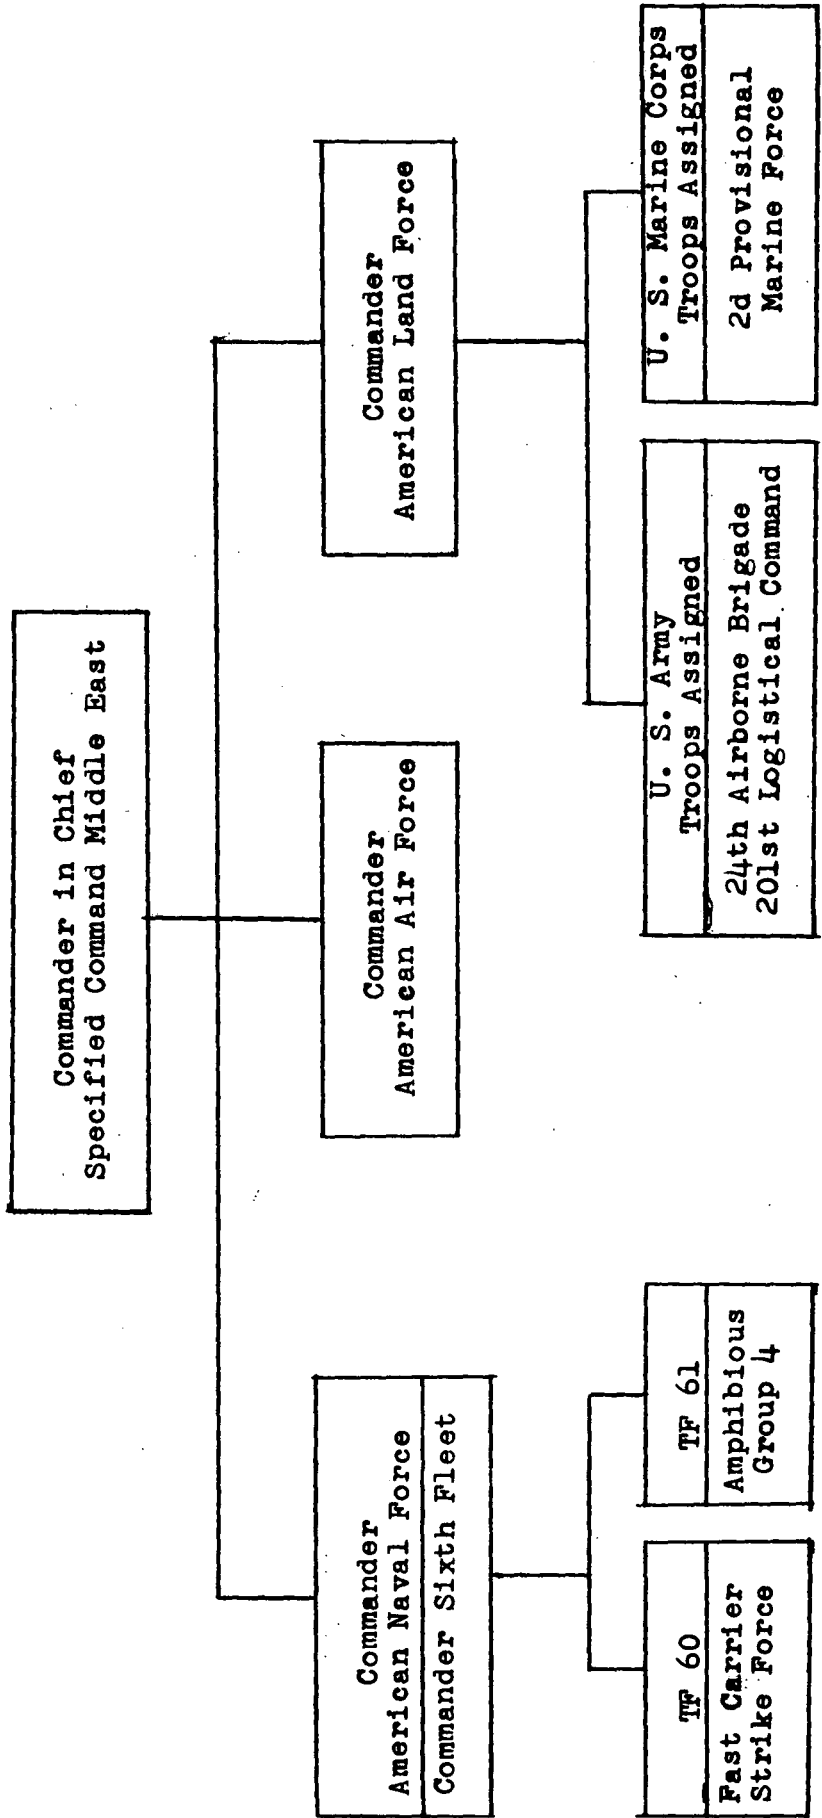 Commander in Chief
Specified Command Middle East
Commander
American Naval Force
Commander Sixth Fleet
Commander
American Air Force
Commander
American Land Force
TF 60
Fast Carrier
Strike Force
TF 61
Amphibious
Group 4
U. S. Army
Troops Assigned
24th Airborne Brigade
201st Logistical Command
U. S. Marine Corps
Troops Assigned
2d Provisional
Marine Force